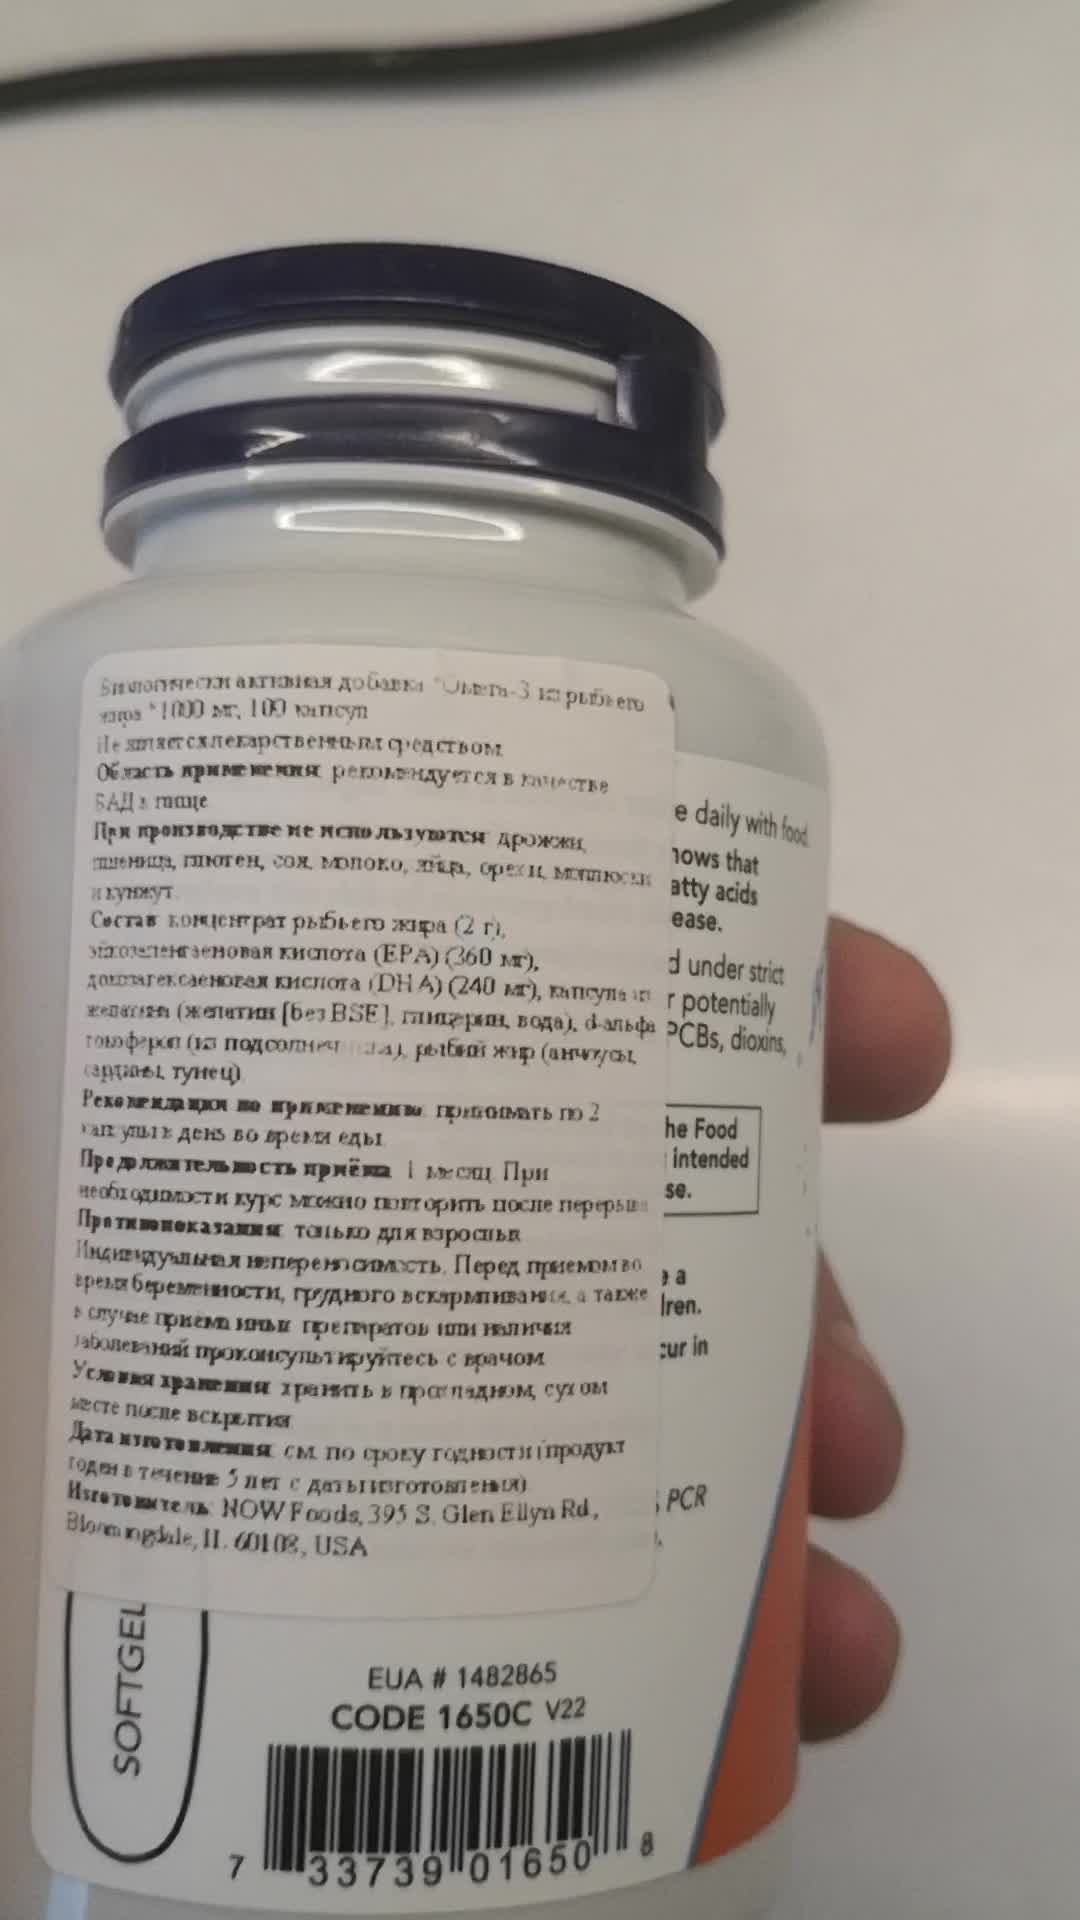 Биологически активная добавка "Омега-3 из рыбьего
жира" 1000 мг, 100 капсул
Не является лекарственным средством
Область применения: рекомендуется в качестве
БАД к пище
При производстве не используются: дрожжи,
пшеница, глютен, соя, молоко, яйца, орехи, моллюски
и кунжут.
Состав: концентрат рыбьего жира (2 г),
эйкозапентаеновая кислота (EPA) (360 мг),
докозагексаеновая кислота (DHA) (240 мг), капсула из
желатина (желатин [без BSE], глицерин, вода), d-альфа
токоферол (из подсолнечника), рыбий жир (анчоусы,
сардины, тунец).
Рекомендации по применению: принимать по 2
капсулы в день во время еды.
Продолжительность приёма: 1 месяц. При
необходимости курс можно повторить после перерыва
Противопоказания: только для взрослых.
Индивидуальная непереносимость. Перед приемом во
время беременности, грудного вскармливания, а также
в случае приёма иных препаратов или наличия
заболеваний проконсультируйтесь с врачом.
Условия хранения: хранить в прохладном, сухом
месте после вскрытия
Дата изготовления: см. по сроку годности (продукт
годен в течение 5 лет с даты изготовления).
Изготовитель: NOW Foods, 395 S. Glen Ellyn Rd.,
Bloomingdale, IL 60108, USA
e daily with food.
hows that
atty acids
ease.
d under strict
r potentially
PCBs, dioxins,
he Food
intended
se.
e a
dren.
cur in
PCR
SOFTGEL
EUA # 1482865
CODE 1650C V22
7 33739 01650 8